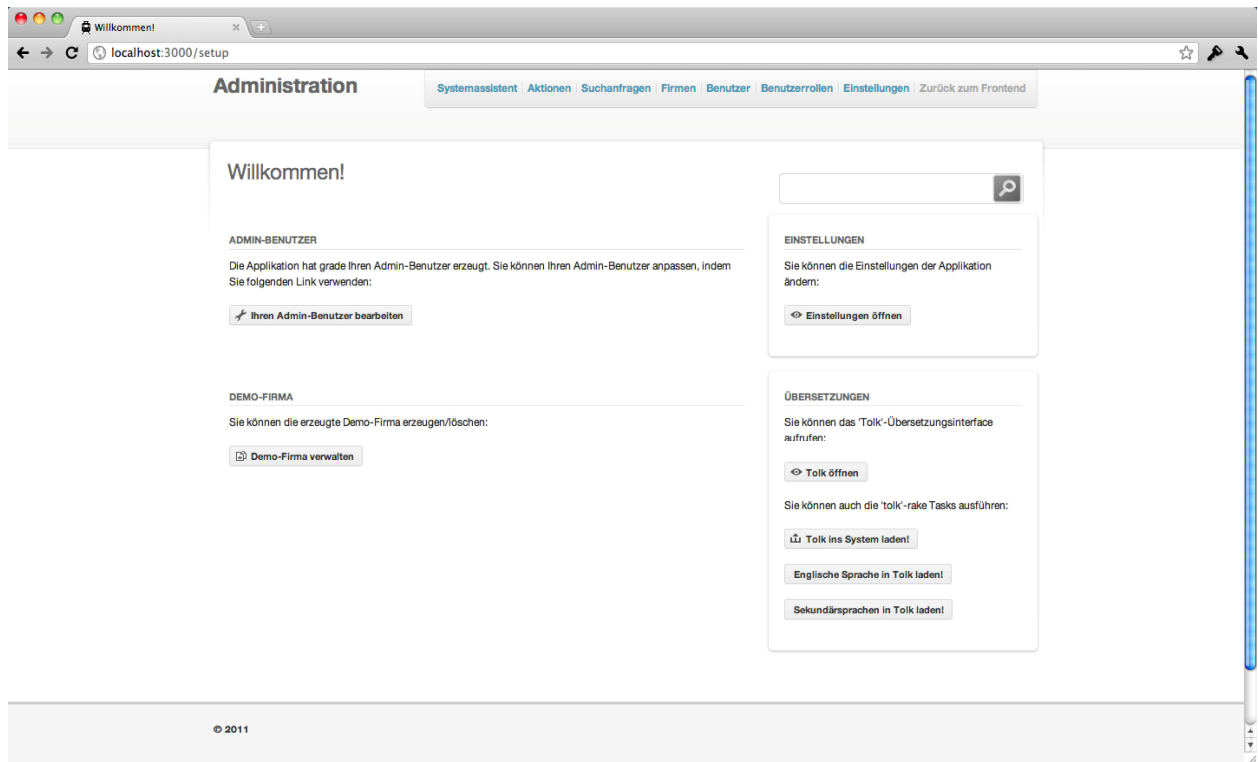 Willkommen!
localhost:3000/setup
Administration
Systemassistent Aktionen Suchanfragen Firmen Benutzer Benutzerrollen Einstellungen Zurück zum Frontend
Willkommen!
ADMIN-BENUTZER
Die Applikation hat grade Ihren Admin-Benutzer erzeugt. Sie können Ihren Admin-Benutzer anpassen, indem
Sie folgenden Link verwenden:
Ihren Admin-Benutzer bearbeiten
EINSTELLUNGEN
Sie können die Einstellungen der Applikation
ändern:
Einstellungen öffnen
DEMO-FIRMA
Sie können die erzeugte Demo-Firma erzeugen/löschen:
Demo-Firma verwalten
ÜBERSETZUNGEN
Sie können das 'Tolk'-Übersetzungsinterface
aufrufen:
Tolk öffnen
Sie können auch die 'tolk'-rake Tasks ausführen:
Tolk ins System laden!
Englische Sprache in Tolk laden!
Sekundärsprachen in Tolk laden!
© 2011